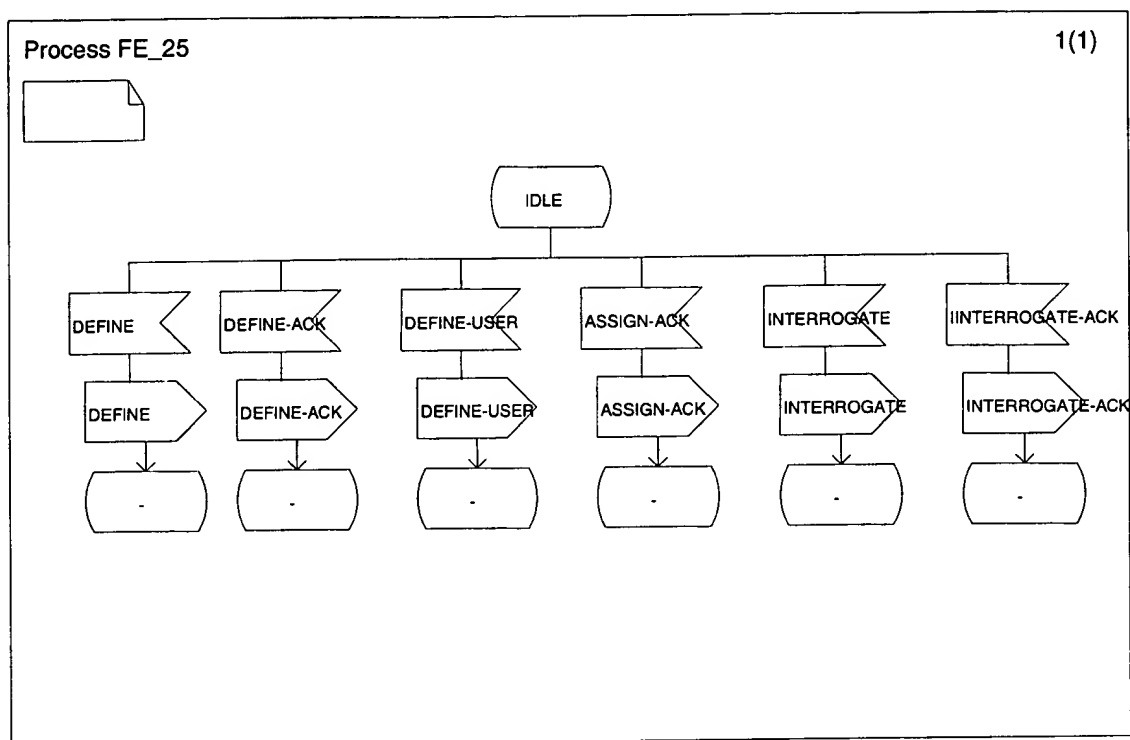 Process FE_25
1(1)
IDLE
DEFINE
DEFINE-ACK
DEFINE-USER
ASSIGN-ACK
INTERROGATE
IINTERROGATE-ACK
DEFINE
DEFINE-ACK
DEFINE-USER
ASSIGN-ACK
INTERROGATE
INTERROGATE-ACK
-
-
-
-
-
-